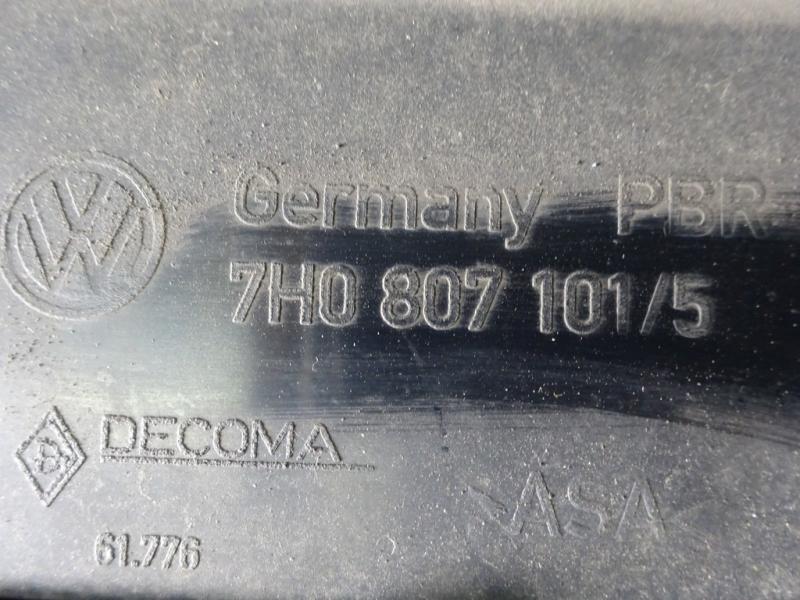 Germany PBR
7H0 807 101/5
DECOMA
>ASA<
61.776